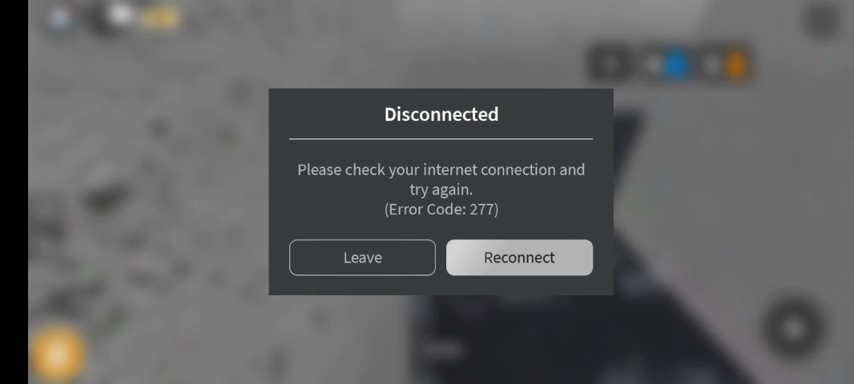 Disconnected
Please check your internet connection and
try again.
(Error Code: 277)
Leave
Reconnect